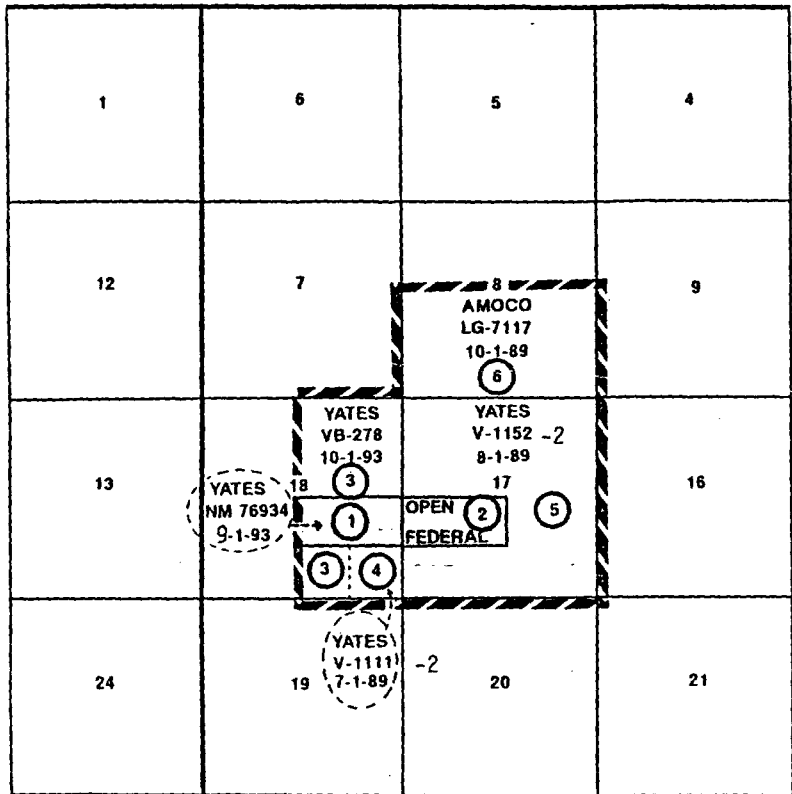 1 6 5 4
12 7 8 9
AMOCO
LG-7117
10-1-89
6
YATES
VB-278
10-1-93
3
YATES
V-1152 -2
8-1-89
13 18 17 16
YATES
NM 76934
9-1-93
1
OPEN
FEDERAL
2
5
3 4
YATES
V-1111 -2
7-1-89
24 19 20 21